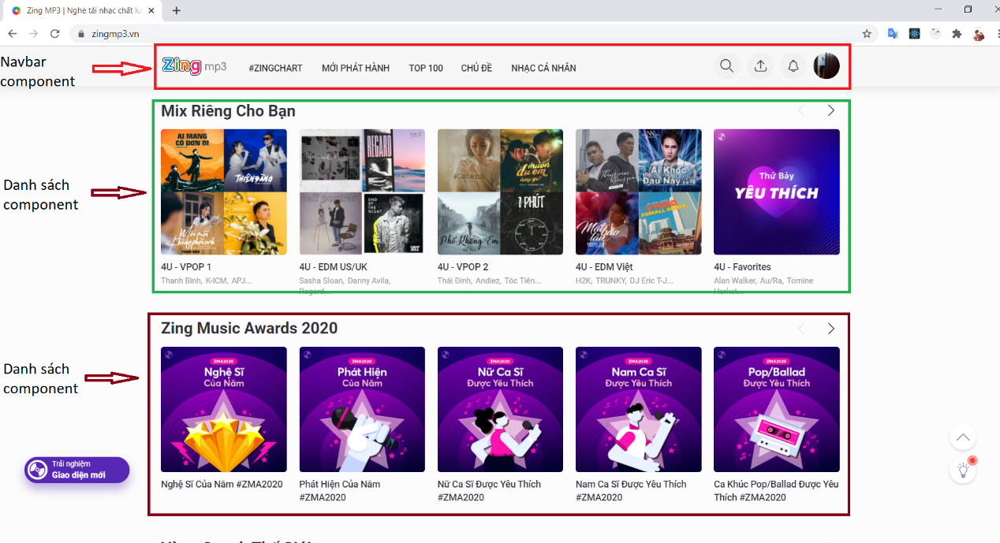 Zing MP3 | Nghe tải nhạc chất lư
zingmp3.vn
Navbar
component
Zing mp3
#ZINGCHART
MỚI PHÁT HÀNH
TOP 100
CHỦ ĐỀ
NHẠC CÁ NHÂN
Mix Riêng Cho Bạn
Danh sách
component
AI MANG
CÔ ĐƠN ĐI
THIÊN ĐÀNG
REGARD
END
UP THE
NIGHT
muốn
đưa em
này giờ
1 PHÚT
Phố Không Em
Ai Khóc
Đau Này
Thứ Bảy
YÊU THÍCH
4U - VPOP 1
Thanh Bình, K-ICM, APJ...
4U - EDM US/UK
Sasha Sloan, Danny Avila,
Regard...
4U - VPOP 2
Thái Đinh, Andiez, Tóc Tiên...
4U - EDM Việt
H2K, TRUNKY, DJ Eric T-J...
4U - Favorites
Alan Walker, Au/Ra, Tomine
Harket...
Zing Music Awards 2020
Danh sách
component
ZMA2020
Nghệ Sĩ
Của Năm
ZMA2020
Phát Hiện
Của Năm
ZMA2020
Nữ Ca Sĩ
Được Yêu Thích
ZMA2020
Nam Ca Sĩ
Được Yêu Thích
ZMA2020
Pop/Ballad
Được Yêu Thích
Nghệ Sĩ Của Năm #ZMA2020
Phát Hiện Của Năm
#ZMA2020
Nữ Ca Sĩ Được Yêu Thích
#ZMA2020
Nam Ca Sĩ Được Yêu Thích
#ZMA2020
Ca Khúc Pop/Ballad Được Yêu
Thích #ZMA2020
Trải nghiệm
Giao diện mới